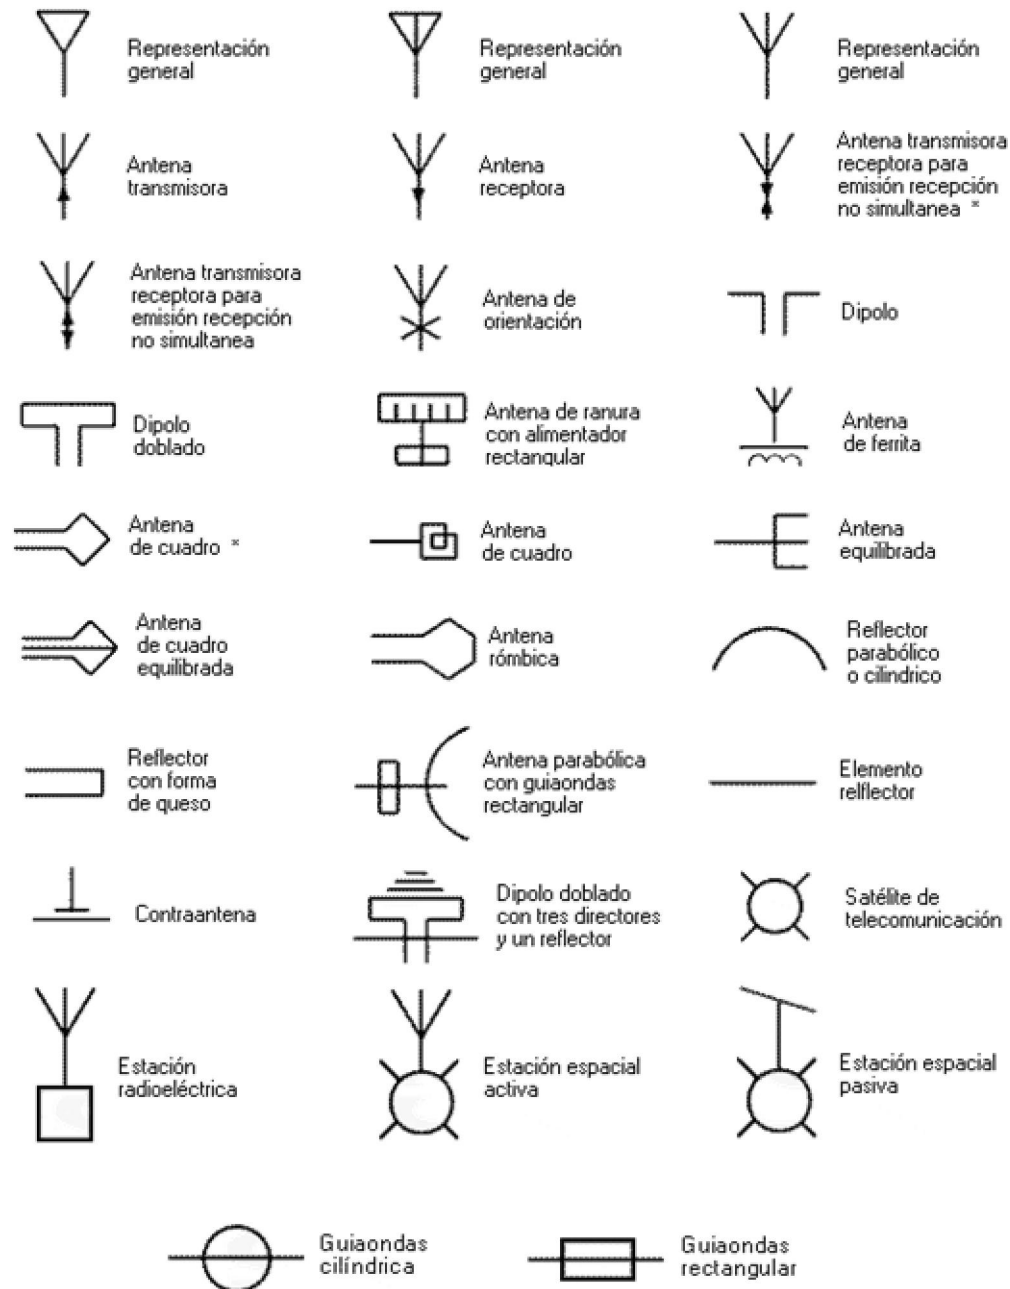 Representación
general
Representación
general
Representación
general
Antena
transmisora
Antena
receptora
Antena transmisora
receptora para
emisión recepción
no simultanea *
Antena transmisora
receptora para
emisión recepción
no simultanea
Antena de
orientación
Dipolo
Dipolo
doblado
Antena de ranura
con alimentador
rectangular
Antena
de ferrita
Antena
de cuadro *
Antena
de cuadro
Antena
equilibrada
Antena
de cuadro
equilibrada
Antena
rómbica
Reflector
parabólico
o cilindrico
Reflector
con forma
de queso
Antena parabólica
con guiaondas
rectangular
Elemento
relflector
Contraantena
Dipolo doblado
con tres directores
y un reflector
Satélite de
telecomunicación
Estación
radioeléctrica
Estación espacial
activa
Estación espacial
pasiva
Guiaondas
cilíndrica
Guiaondas
rectangular